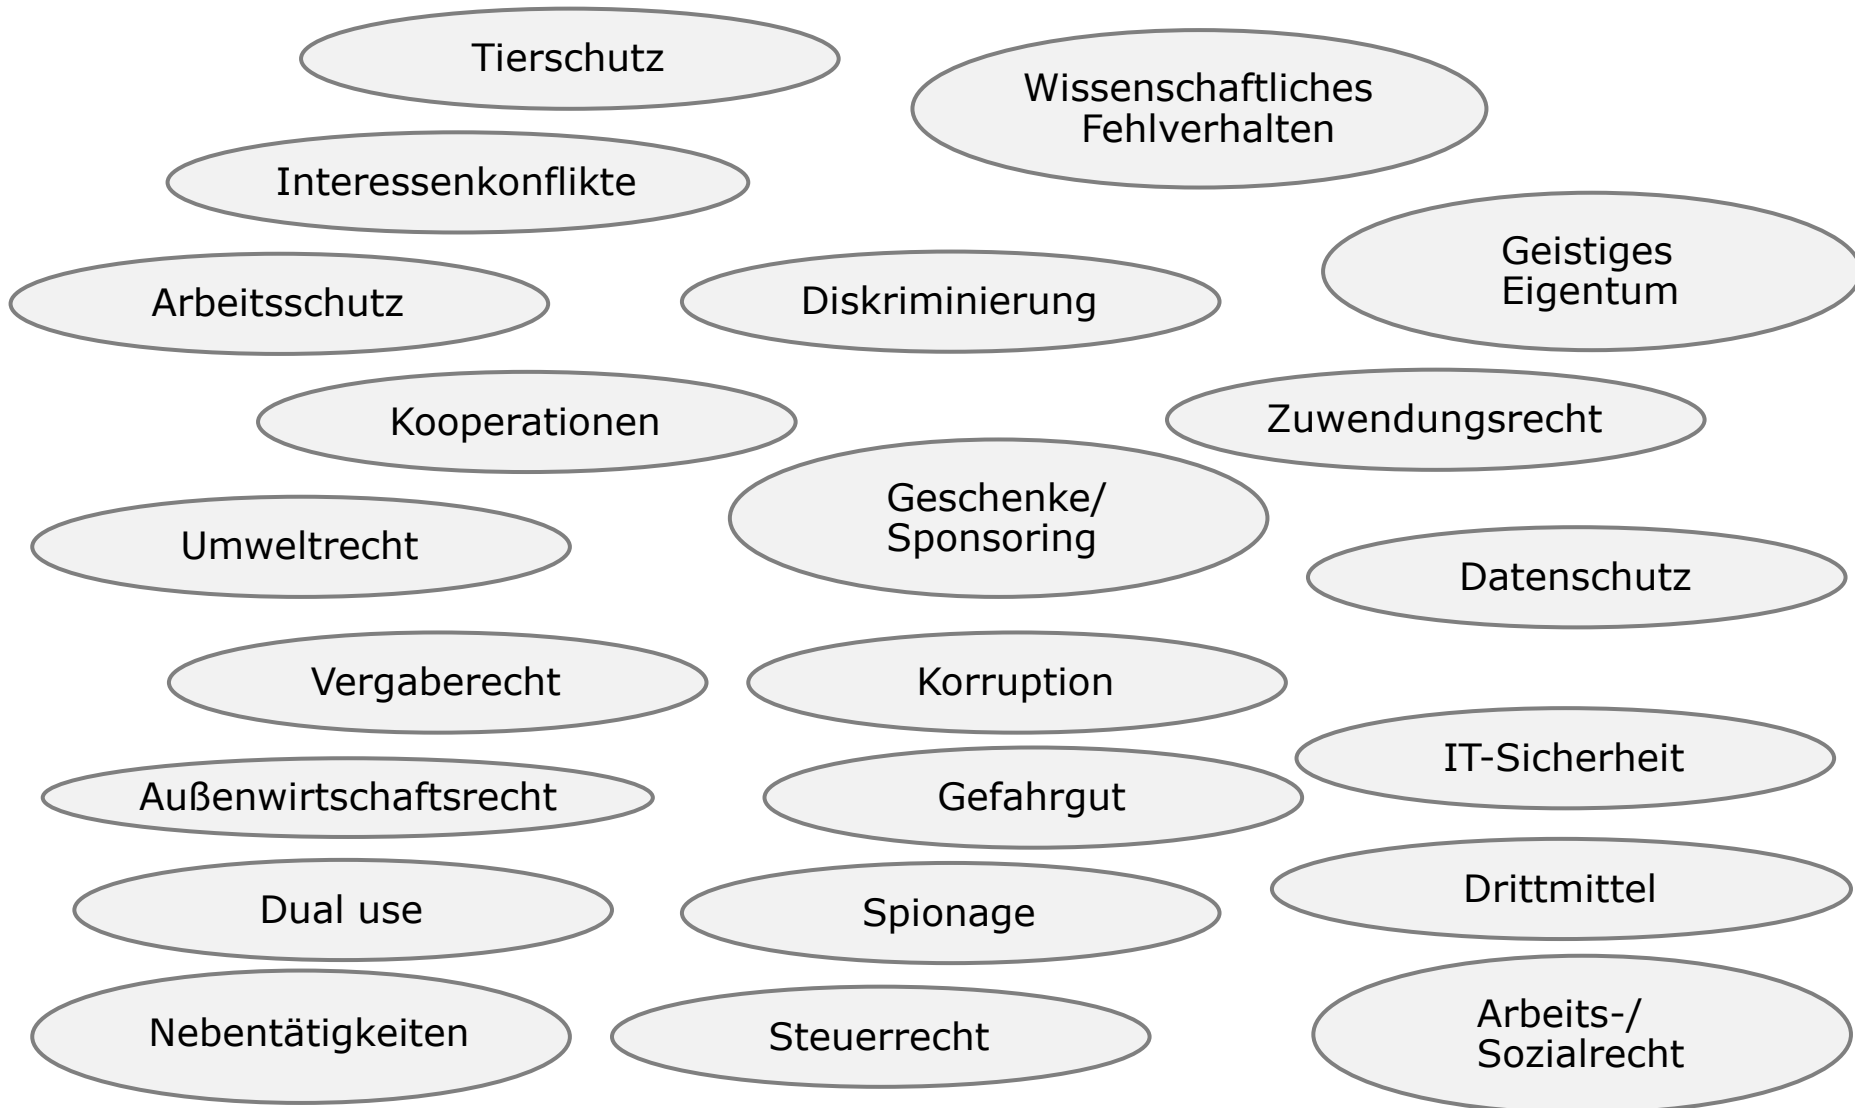 Tierschutz
Wissenschaftliches
Fehlverhalten
Interessenkonflikte
Geistiges
Eigentum
Arbeitsschutz
Diskriminierung
Kooperationen
Zuwendungsrecht
Geschenke/
Sponsoring
Umweltrecht
Datenschutz
Vergaberecht
Korruption
IT-Sicherheit
Außenwirtschaftsrecht
Gefahrgut
Drittmittel
Dual use
Spionage
Nebentätigkeiten
Steuerrecht
Arbeits-/
Sozialrecht